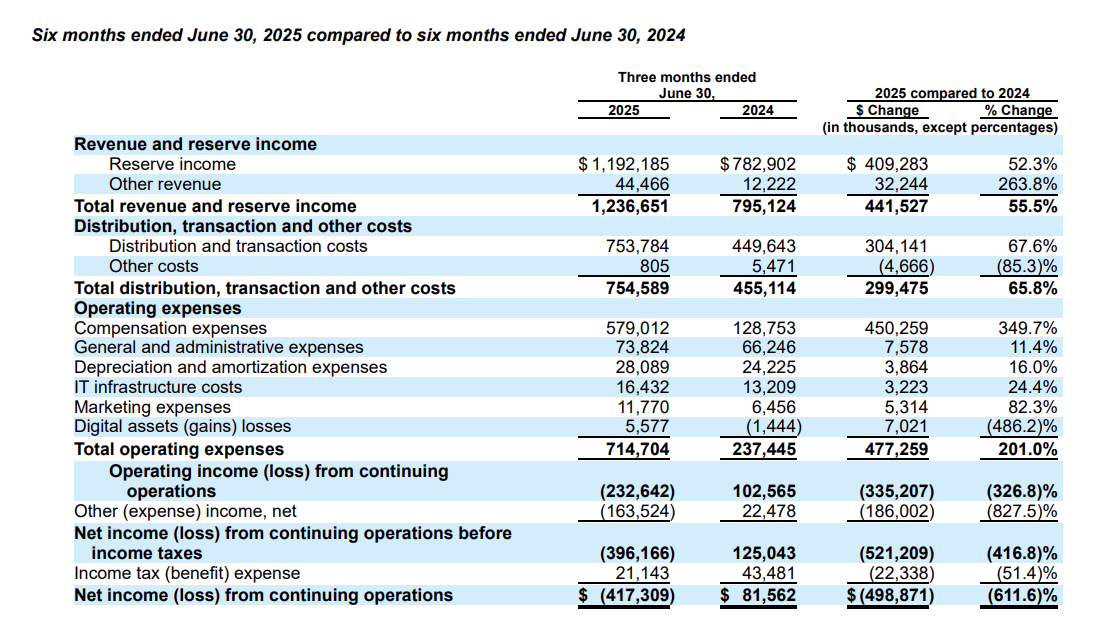 Six months ended June 30, 2025 compared to six months ended June 30, 2024
Three months ended
June 30, 2025 compared to 2024
2025 2024 $ Change % Change
(in thousands, except percentages)
Revenue and reserve income
Reserve income $ 1,192,185 $ 782,902 $ 409,283 52.3%
Other revenue 44,466 12,222 32,244 263.8%
Total revenue and reserve income 1,236,651 795,124 441,527 55.5%
Distribution, transaction and other costs
Distribution and transaction costs 753,784 449,643 304,141 67.6%
Other costs 805 5,471 (4,666) (85.3)%
Total distribution, transaction and other costs 754,589 455,114 299,475 65.8%
Operating expenses
Compensation expenses 579,012 128,753 450,259 349.7%
General and administrative expenses 73,824 66,246 7,578 11.4%
Depreciation and amortization expenses 28,089 24,225 3,864 16.0%
IT infrastructure costs 16,432 13,209 3,223 24.4%
Marketing expenses 11,770 6,456 5,314 82.3%
Digital assets (gains) losses 5,577 (1,444) 7,021 (486.2)%
Total operating expenses 714,704 237,445 477,259 201.0%
Operating income (loss) from continuing
operations (232,642) 102,565 (335,207) (326.8)%
Other (expense) income, net (163,524) 22,478 (186,002) (827.5)%
Net income (loss) from continuing operations before
income taxes (396,166) 125,043 (521,209) (416.8)%
Income tax (benefit) expense 21,143 43,481 (22,338) (51.4)%
Net income (loss) from continuing operations $ (417,309) $ 81,562 $ (498,871) (611.6)%